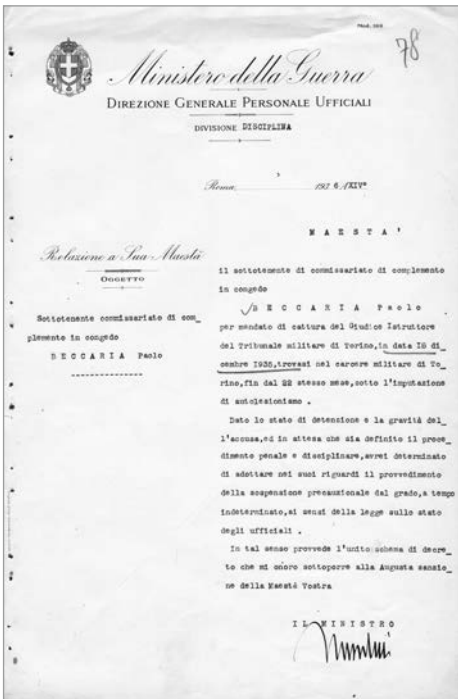 78
Ministero della Guerra
DIREZIONE GENERALE PERSONALE UFFICIALI
DIVISIONE DISCIPLINA
Roma, 1936/XIV°
M A E S T A '
Relazione a Sua Maestà
OGGETTO
Sottotenente commissariato di com_
plemento in congedo
B E C C A R I A Paolo
il sottotenente di commissariato di complemento
in congedo
B E C C A R I A Paolo
per mandato di cattura del Giudice Istruttore
del Tribunale militare di Torino, in data 18 di_
cembre 1935, trovasi nel carcere militare di To_
rino, fin dal 22 stesso mese, sotto l'imputazione
di autolesionismo .
Dato lo stato di detenzione e la gravità del_
l'accusa, ed in attesa che sia definito il proce_
dimento penale e disciplinare, avrei determinato
di adottare nei suoi riguardi il provvedimento
della sospensione precauzionale dal grado, a tempo
indeterminato, ai sensi della legge sullo stato
degli ufficiali .
In tal senso provvede l'unito schema di decre_
to che mi onoro sottoporre alla Augusta sanzio_
ne della Maestà Vostra
IL MINISTRO